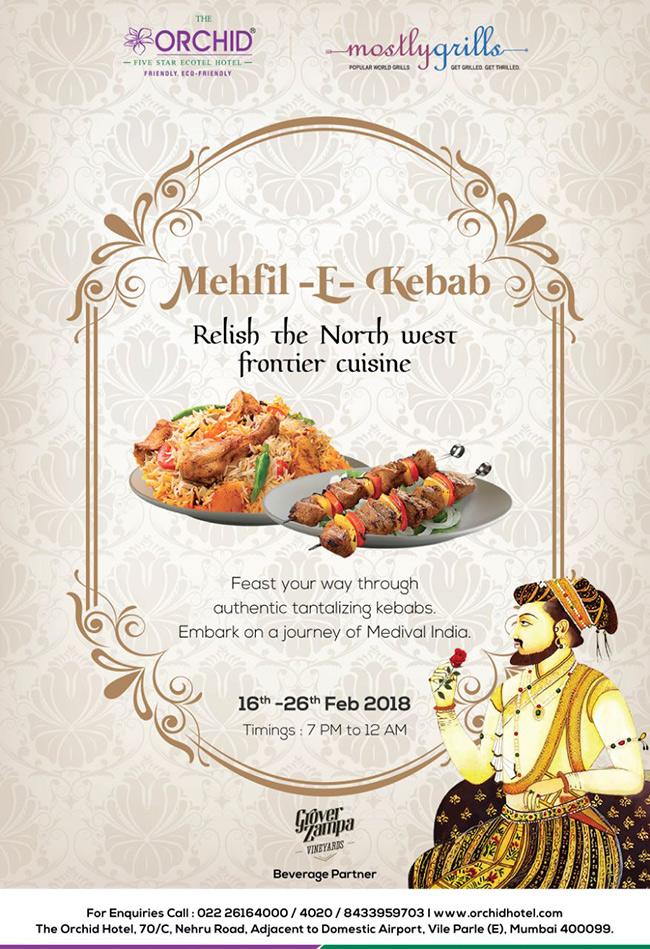 THE
ORCHID®
FIVE STAR ECOTEL HOTEL
FRIENDLY. ECO-FRIENDLY
mostlygrills
POPULAR WORLD GRILLS GET GRILLED. GET THRILLED.
Mehfil -E- Kebab
Relish the North west
frontier cuisine
Feast your way through
authentic tantalizing kebabs.
Embark on a journey of Medival India.
16th -26th Feb 2018
Timings : 7 PM to 12 AM
Grover
Zampa
VINEYARDS
Beverage Partner
For Enquiries Call : 022 26164000 / 4020 / 8433959703 I www.orchidhotel.com
The Orchid Hotel, 70/C, Nehru Road, Adjacent to Domestic Airport, Vile Parle (E), Mumbai 400099.